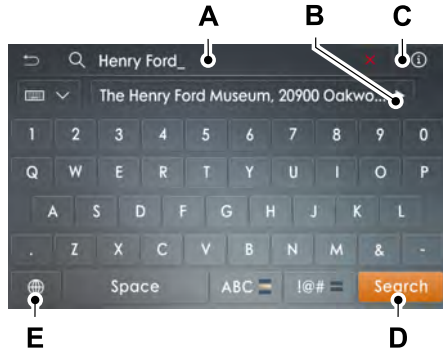 A B C
Henry Ford_
The Henry Ford Museum, 20900 Oakwo...
1 2 3 4 5 6 7 8 9 0
Q W E R T Y U I O P
A S D F G H J K L
. Z X C V B N M & -
Space ABC !@# Search
E D